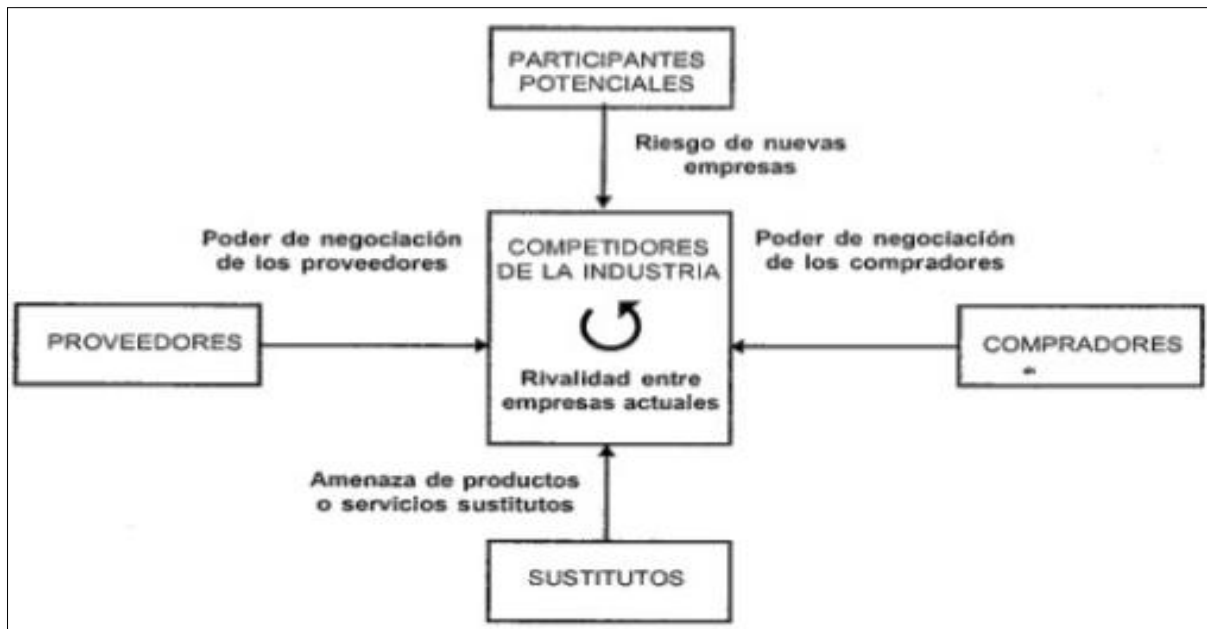 PARTICIPANTES
POTENCIALES
Riesgo de nuevas
empresas
Poder de negociación
de los proveedores
COMPETIDORES
DE LA INDUSTRIA
Poder de negociación
de los compradores
PROVEEDORES
COMPRADORES
Rivalidad entre
empresas actuales
Amenaza de productos
o servicios sustitutos
SUSTITUTOS